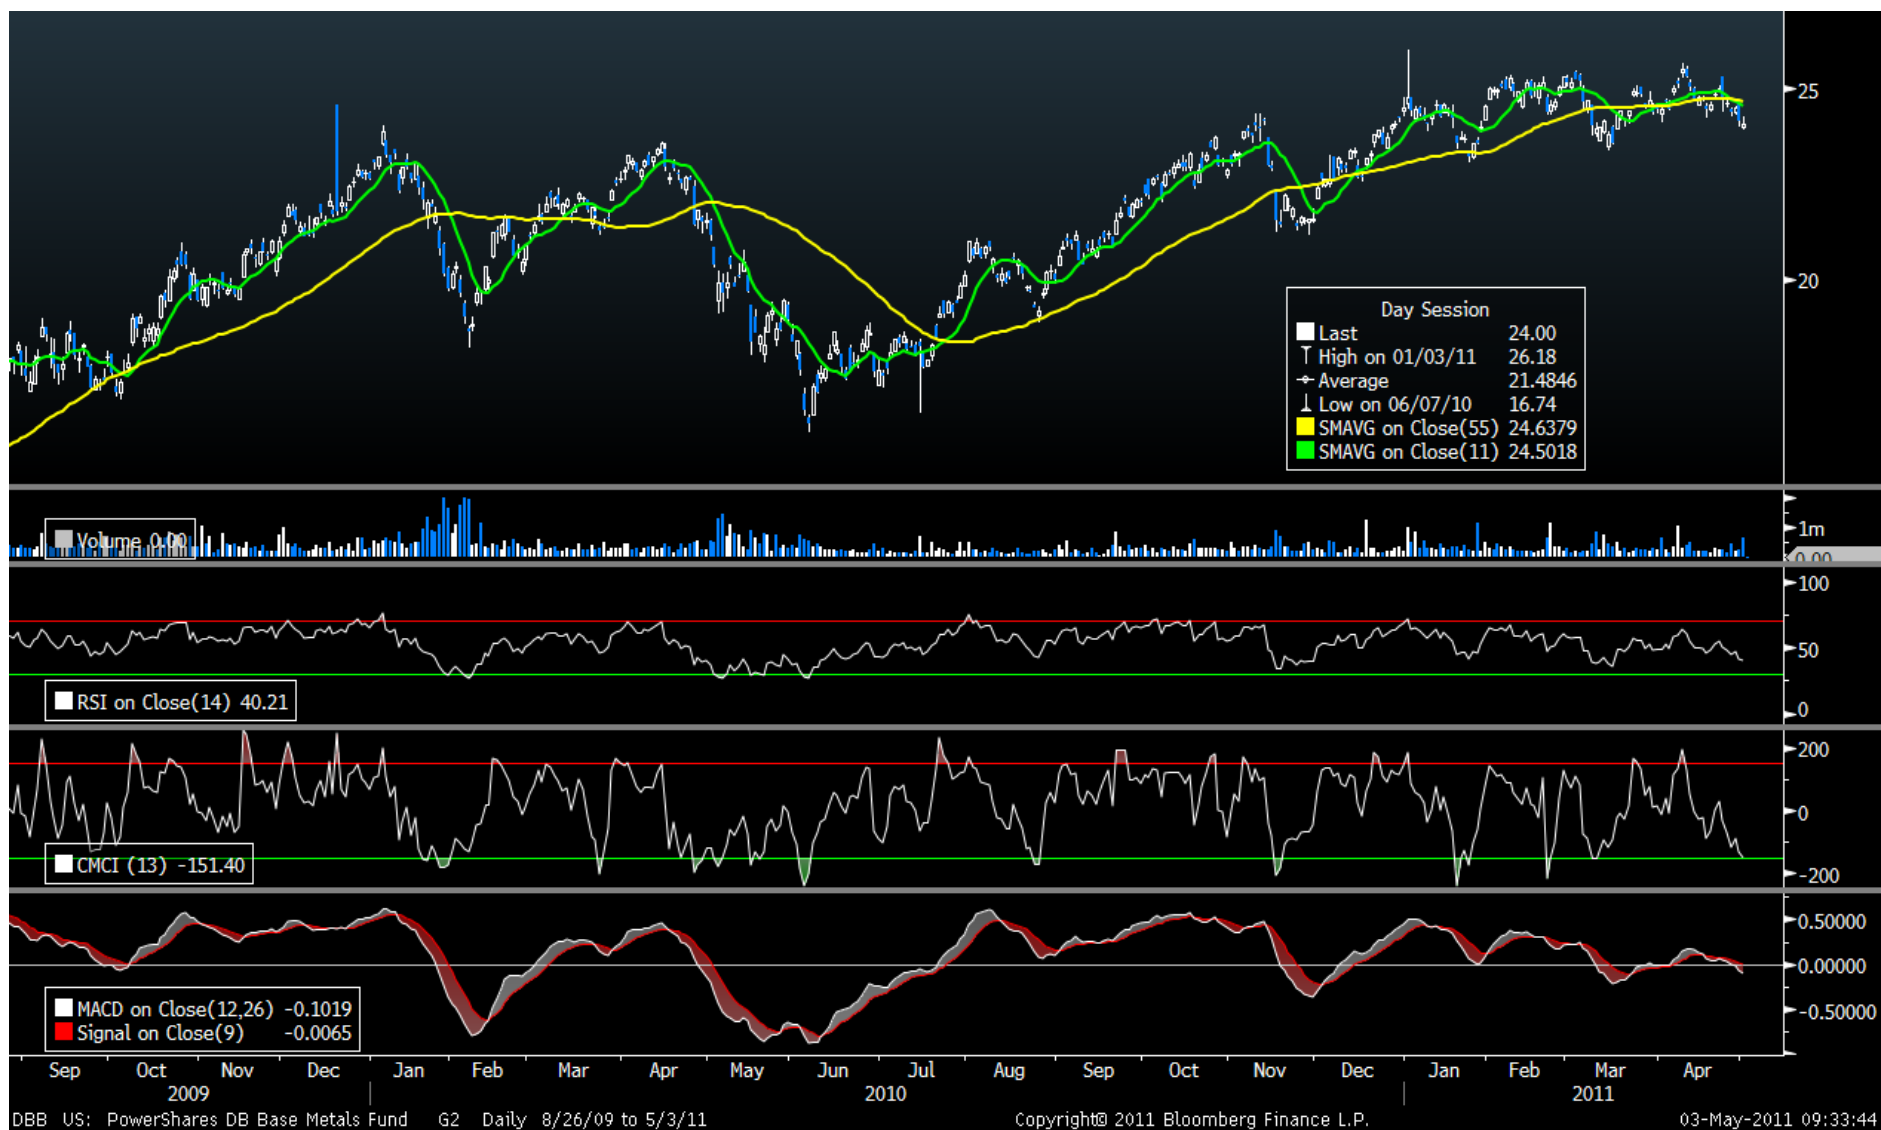 25
20
Day Session
Last 24.00
High on 01/03/11 26.18
Average 21.4846
Low on 06/07/10 16.74
SMAVG on Close(55) 24.6379
SMAVG on Close(11) 24.5018
1m
Volume 0.00
0.00
100
50
RSI on Close(14) 40.21
0
200
0
CMCI (13) -151.40
-200
0.50000
0.00000
MACD on Close(12,26) -0.1019
-0.50000
Signal on Close(9) -0.0065
Sep Oct Nov Dec Jan Feb Mar Apr May Jun Jul Aug Sep Oct Nov Dec Jan Feb Mar Apr
2009 2010 2011
DBB US: PowerShares DB Base Metals Fund G2 Daily 8/26/09 to 5/3/11 Copyright© 2011 Bloomberg Finance L.P. 03-May-2011 09:33:44